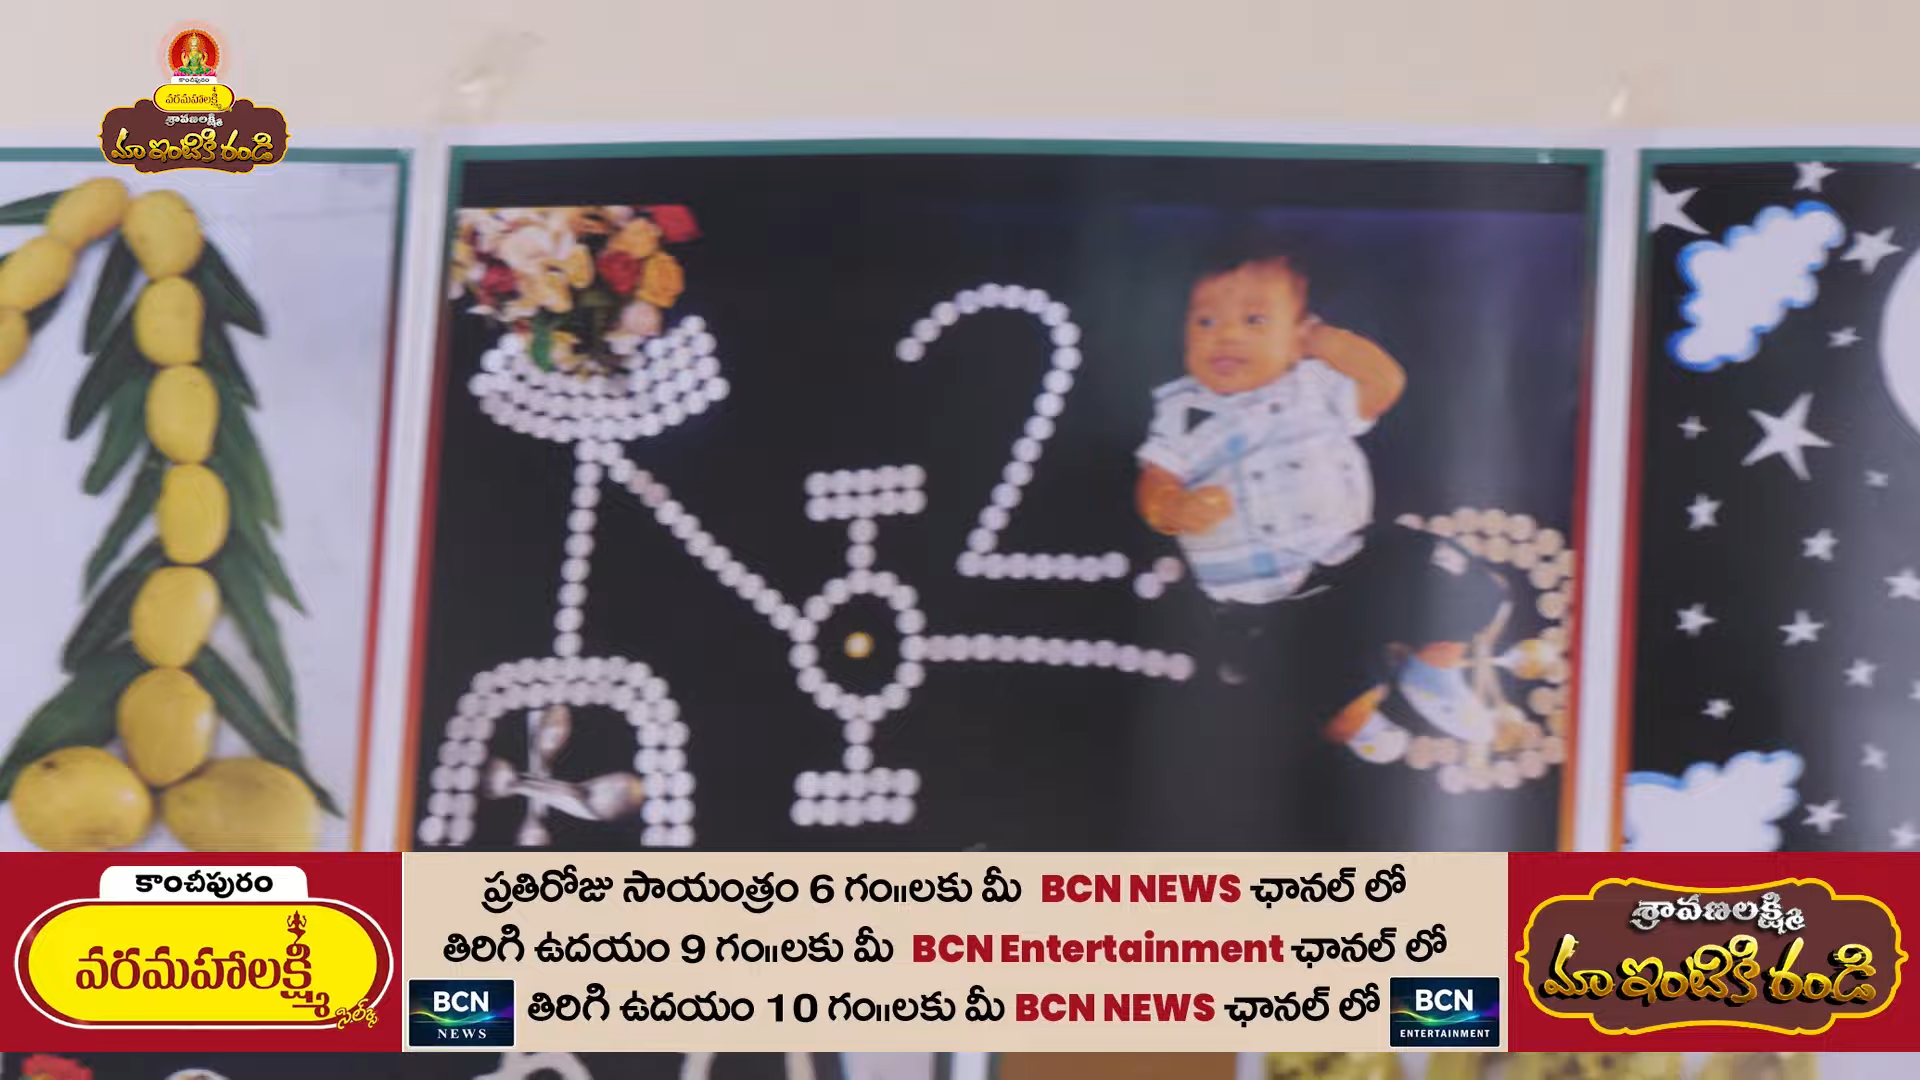 కాంచీపురం
వరమహాలక్ష్మి
శ్రావణలక్ష్మి
మా ఇంటికి రండి
2
కాంచీపురం
వరమహాలక్ష్మి
సిల్క్స్
ప్రతిరోజు సాయంత్రం 6 గం॥లకు మీ BCN NEWS ఛానల్ లో
తిరిగి ఉదయం 9 గం॥లకు మీ BCN Entertainment ఛానల్ లో
BCN NEWS
తిరిగి ఉదయం 10 గం॥లకు మీ BCN NEWS ఛానల్ లో
BCN ENTERTAINMENT
శ్రావణలక్ష్మి
మా ఇంటికి రండి